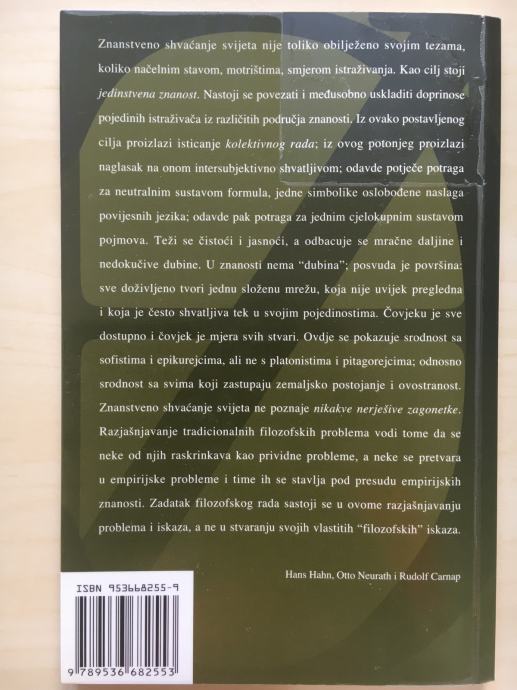 Znanstveno shvaćanje svijeta nije toliko obilježeno svojim tezama,
koliko načelnim stavom, motrištima, smjerom istraživanja. Kao cilj stoji
jedinstvena znanost. Nastoji se povezati i međusobno uskladiti doprinose
pojedinih istraživača iz različitih područja znanosti. Iz ovako postavljenog
cilja proizlazi isticanje kolektivnog rada; iz ovog potonjeg proizlazi
naglasak na onom intersubjektivno shvatljivom; odavde potječe potraga
za neutralnim sustavom formula, jedne simbolike oslobođene naslaga
povijesnih jezika; odavde pak potraga za jednim cjelokupnim sustavom
pojmova. Teži se čistoći i jasnoći, a odbacuje se mračne daljine i
nedokučive dubine. U znanosti nema “dubina”; posvuda je površina:
sve doživljeno tvori jednu složenu mrežu, koja nije uvijek pregledna
i koja je često shvatljiva tek u svojim pojedinostima. Čovjeku je sve
dostupno i čovjek je mjera svih stvari. Ovdje se pokazuje srodnost sa
sofistima i epikurejcima, ali ne s platonistima i pitagorejcima; odnosno
srodnost sa svima koji zastupaju zemaljsko postojanje i ovostranost.
Znanstveno shvaćanje svijeta ne poznaje nikakve nerješive zagonetke.
Razjašnjavanje tradicionalnih filozofskih problema vodi tome da se
neke od njih raskrinkava kao prividne probleme, a neke se pretvara
u empirijske probleme i time ih se stavlja pod presudu empirijskih
znanosti. Zadatak filozofskog rada sastoji se u ovome razjašnjavanju
problema i iskaza, a ne u stvaranju svojih vlastitih “filozofskih” iskaza.
Hans Hahn, Otto Neurath i Rudolf Carnap
ISBN 953668255-9
9 789536 682553